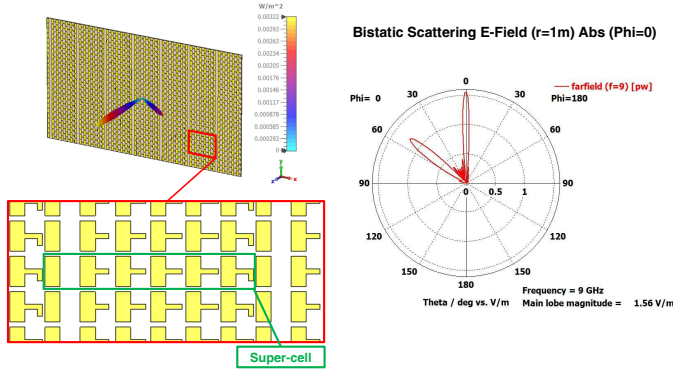 W/m^2
0.00322
0.00293
0.00263
0.00234
0.00205
0.00176
0.00146
0.00117
0.000878
0.000585
0.000293
0
y
z
x
Super-cell
Bistatic Scattering E-Field (r=1m) Abs (Phi=0)
farfield (f=9) [pw]
0
30
30
Phi= 0
Phi=180
60
60
90
0
0.5
1
90
120
120
150
150
180
Frequency = 9 GHz
Theta / deg vs. V/m
Main lobe magnitude = 1.56 V/m